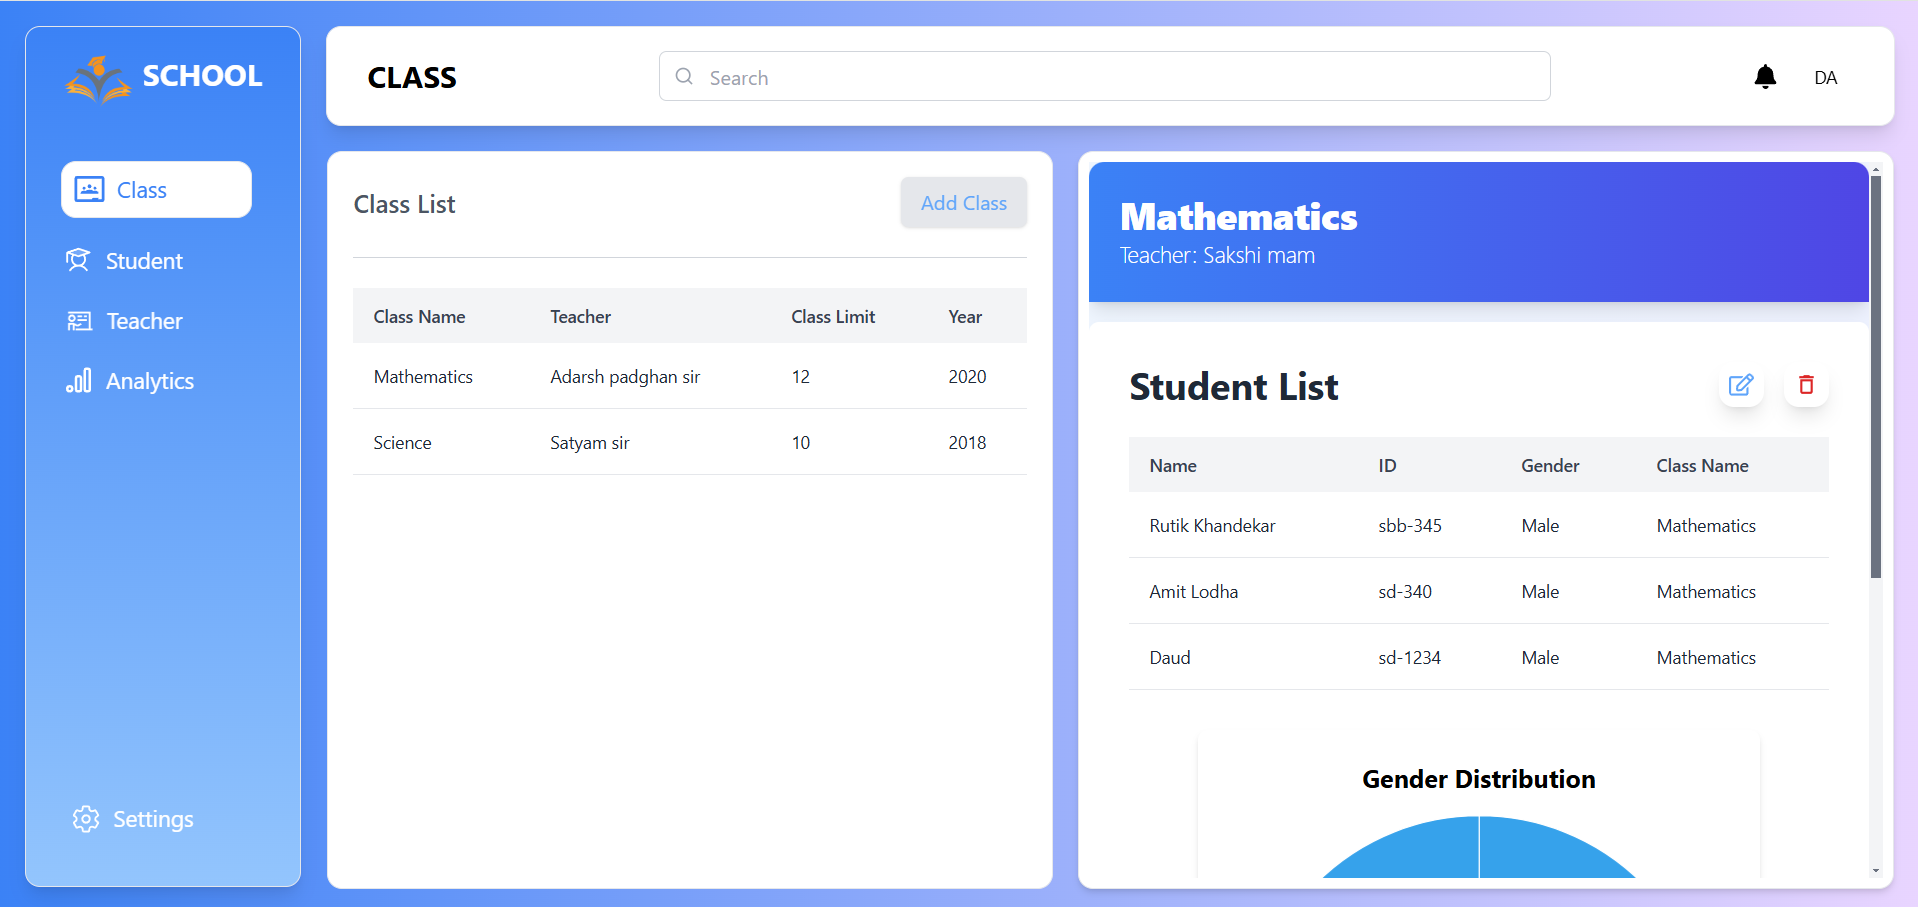 SCHOOL
Class
Student
Teacher
Analytics
Settings
CLASS
Search
DA
Class List
Add Class
Class Name Teacher Class Limit Year
Mathematics Adarsh padghan sir 12 2020
Science Satyam sir 10 2018
Mathematics
Teacher: Sakshi mam
Student List
Name ID Gender Class Name
Rutik Khandekar sbb-345 Male Mathematics
Amit Lodha sd-340 Male Mathematics
Daud sd-1234 Male Mathematics
Gender Distribution